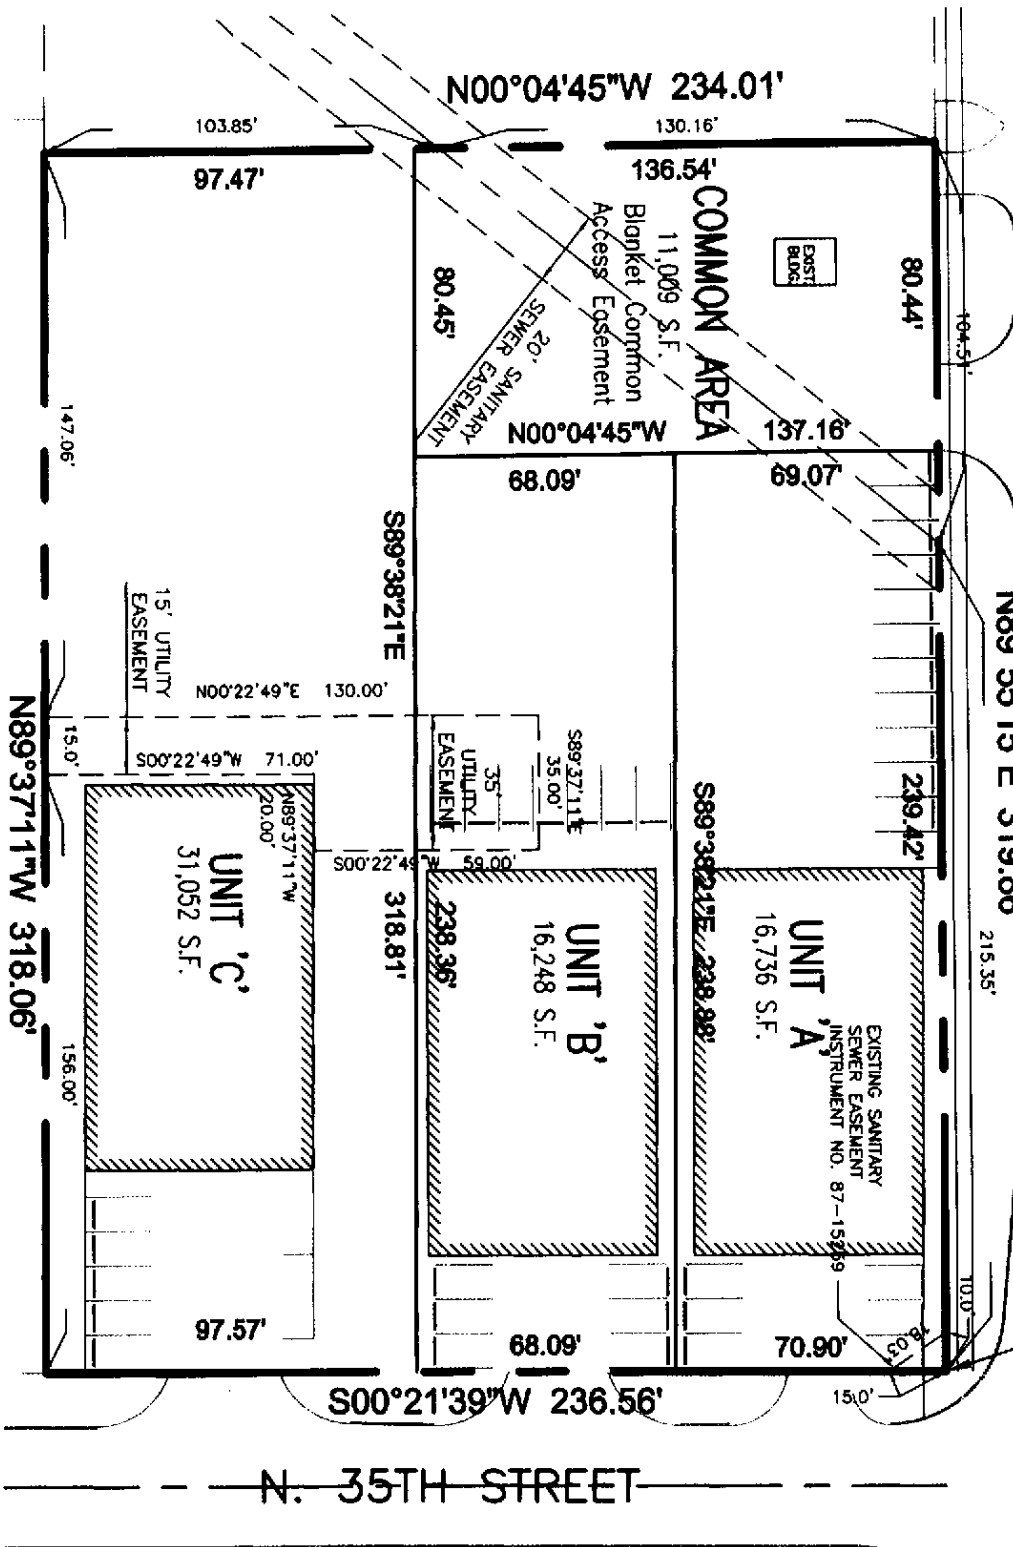 N00°04'45"W 234.01'
103.85'
130.16'
97.47'
136.54'
COMMON AREA
11,009 S.F.
Blanket Common
Access Easement
EXIST.
BLDG.
80.44'
104.51'
80.45'
20' SANITARY
SEWER EASEMENT
N00°04'45"W
137.16'
68.09'
69.07'
147.06'
S89°38'21"E
318.81'
15' UTILITY
EASEMENT
N00°22'49"E 130.00'
15.0'
S00°22'49"W 71.00'
N89°37'11"W
20.00'
35'
UTILITY
EASEMENT
S89°37'11"E
35.00'
S00°22'49"W 59.00'
N89°37'11"W 318.06'
239.42'
215.35'
S89°38'21"E 238.88'
238.36'
UNIT 'C'
31,052 S.F.
UNIT 'B'
16,248 S.F.
UNIT 'A'
16,736 S.F.
EXISTING SANITARY
SEWER EASEMENT
INSTRUMENT NO.
156.00'
10.0'
18.03'
15.0'
97.57'
68.09'
70.90'
S00°21'39"W 236.56'
N. 35TH STREET